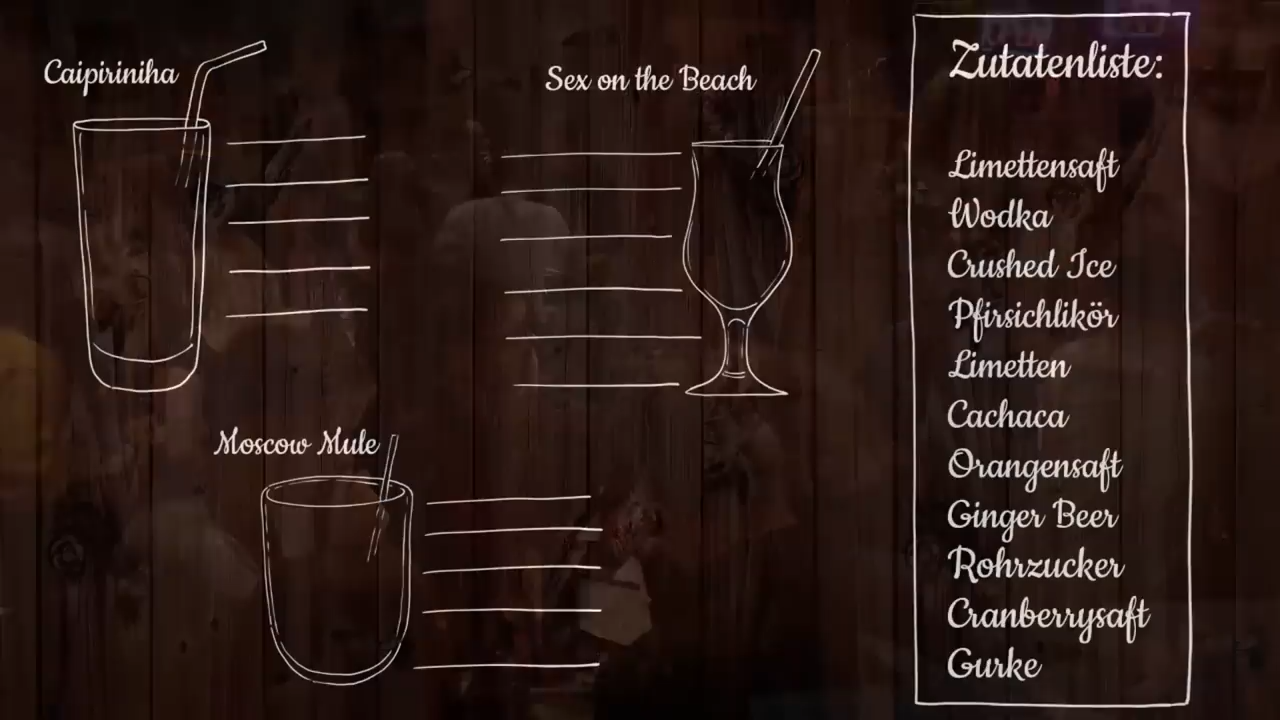 Caipiriniha
Sex on the Beach
Moscow Mule
Zutatenliste:
Limettensaft
Wodka
Crushed Ice
Pfirsichlikör
Limetten
Cachaca
Orangensaft
Ginger Beer
Rohrzucker
Cranberrysaft
Gurke